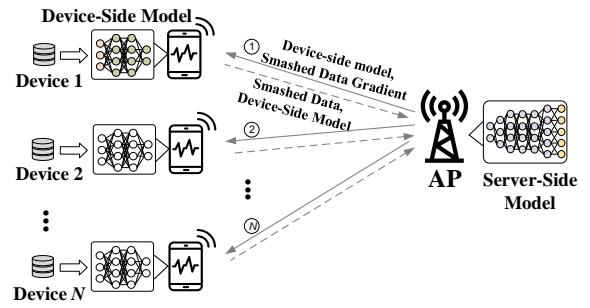 Device-Side Model
Device 1
1
Device-side model,
Smashed Data Gradient
Smashed Data,
Device-Side Model
Device 2
2
AP
Server-Side
Model
N
Device N